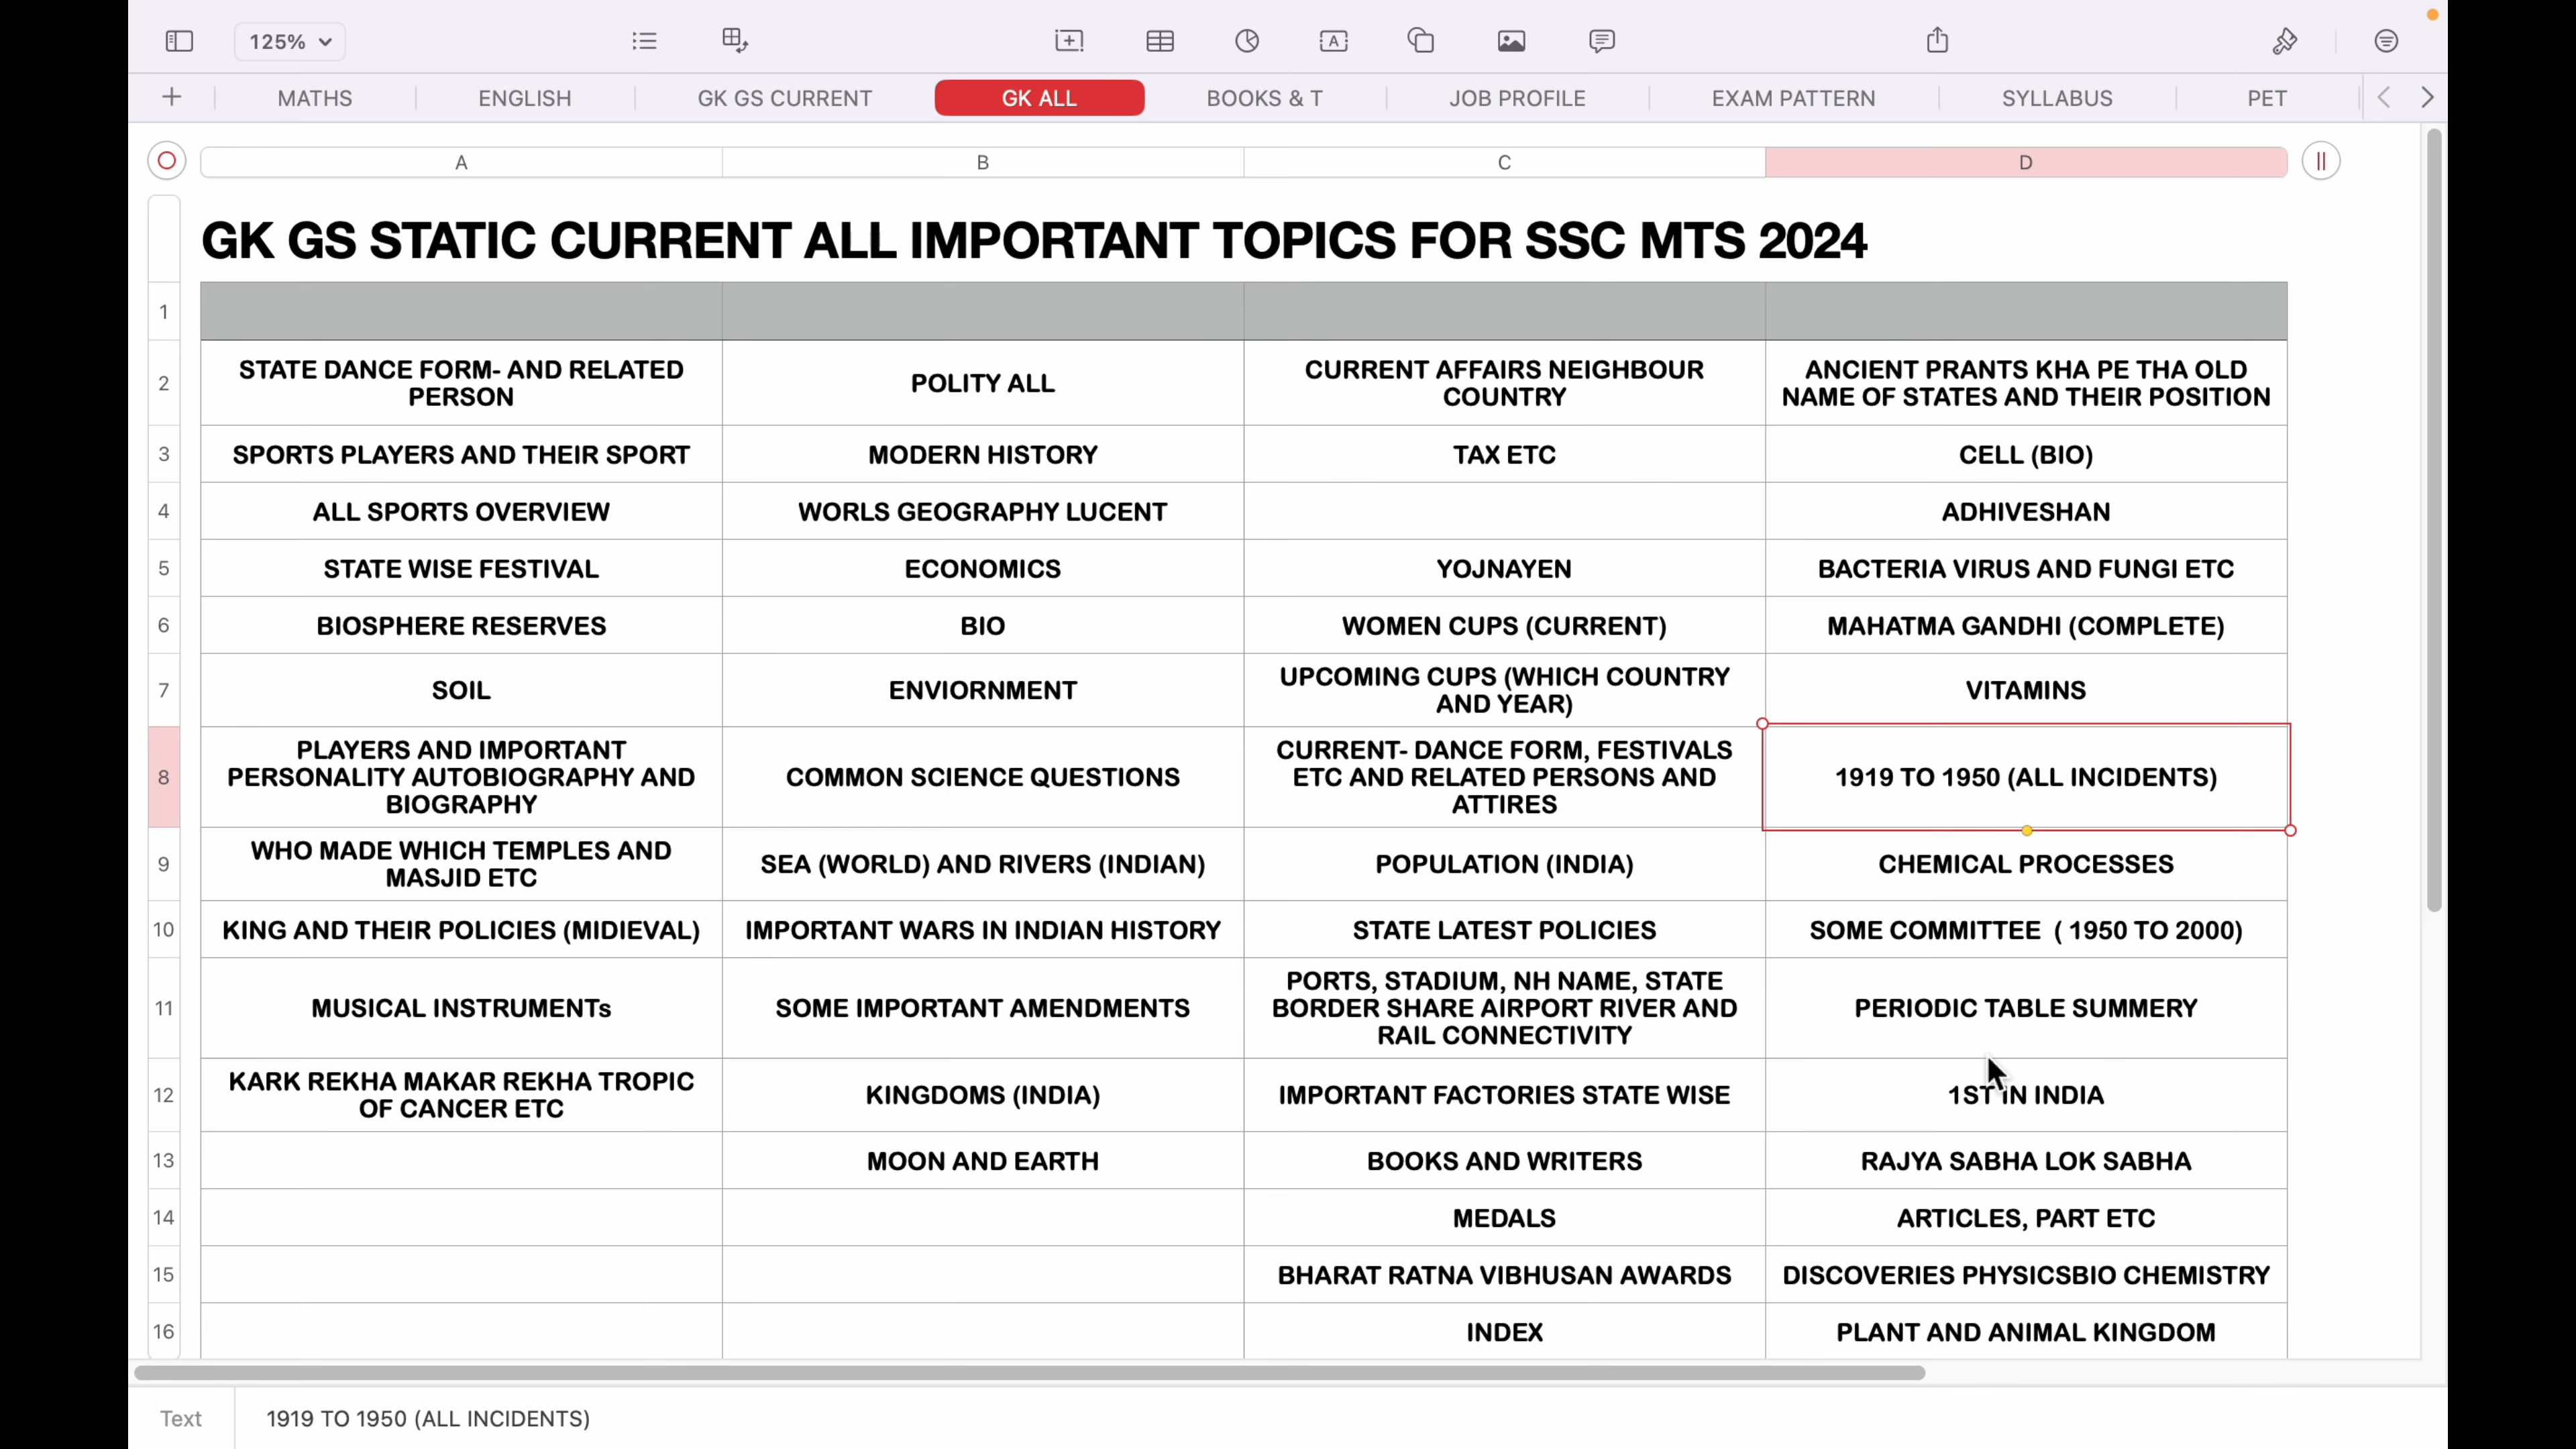 125%
MATHS
ENGLISH
GK GS CURRENT
GK ALL
BOOKS & T
JOB PROFILE
EXAM PATTERN
SYLLABUS
PET
A
B
C
D
GK GS STATIC CURRENT ALL IMPORTANT TOPICS FOR SSC MTS 2024
1
2
STATE DANCE FORM- AND RELATED
PERSON
POLITY ALL
CURRENT AFFAIRS NEIGHBOUR
COUNTRY
ANCIENT PRANTS KHA PE THA OLD
NAME OF STATES AND THEIR POSITION
3
SPORTS PLAYERS AND THEIR SPORT
MODERN HISTORY
TAX ETC
CELL (BIO)
4
ALL SPORTS OVERVIEW
WORLS GEOGRAPHY LUCENT
ADHIVESHAN
5
STATE WISE FESTIVAL
ECONOMICS
YOJNAYEN
BACTERIA VIRUS AND FUNGI ETC
6
BIOSPHERE RESERVES
BIO
WOMEN CUPS (CURRENT)
MAHATMA GANDHI (COMPLETE)
7
SOIL
ENVIORNMENT
UPCOMING CUPS (WHICH COUNTRY
AND YEAR)
VITAMINS
8
PLAYERS AND IMPORTANT
PERSONALITY AUTOBIOGRAPHY AND
BIOGRAPHY
COMMON SCIENCE QUESTIONS
CURRENT- DANCE FORM, FESTIVALS
ETC AND RELATED PERSONS AND
ATTIRES
1919 TO 1950 (ALL INCIDENTS)
9
WHO MADE WHICH TEMPLES AND
MASJID ETC
SEA (WORLD) AND RIVERS (INDIAN)
POPULATION (INDIA)
CHEMICAL PROCESSES
10
KING AND THEIR POLICIES (MIDIEVAL)
IMPORTANT WARS IN INDIAN HISTORY
STATE LATEST POLICIES
SOME COMMITTEE ( 1950 TO 2000)
11
MUSICAL INSTRUMENTs
SOME IMPORTANT AMENDMENTS
PORTS, STADIUM, NH NAME, STATE
BORDER SHARE AIRPORT RIVER AND
RAIL CONNECTIVITY
PERIODIC TABLE SUMMERY
12
KARK REKHA MAKAR REKHA TROPIC
OF CANCER ETC
KINGDOMS (INDIA)
IMPORTANT FACTORIES STATE WISE
1ST IN INDIA
13
MOON AND EARTH
BOOKS AND WRITERS
RAJYA SABHA LOK SABHA
14
MEDALS
ARTICLES, PART ETC
15
BHARAT RATNA VIBHUSAN AWARDS
DISCOVERIES PHYSICSBIO CHEMISTRY
16
INDEX
PLANT AND ANIMAL KINGDOM
Text
1919 TO 1950 (ALL INCIDENTS)